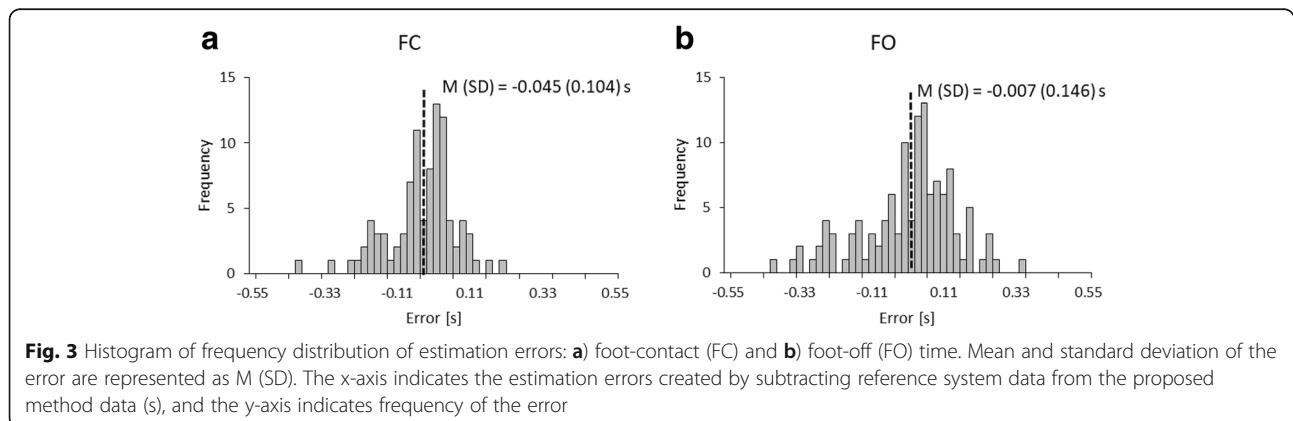 a FC
b FO
15
M (SD) = -0.045 (0.104) s
10
5
0
Frequency
-0.55 -0.33 -0.11 0.11 0.33 0.55
Error [s]
15
M (SD) = -0.007 (0.146) s
10
5
0
Frequency
-0.55 -0.33 -0.11 0.11 0.33 0.55
Error [s]
Fig. 3 Histogram of frequency distribution of estimation errors: a) foot-contact (FC) and b) foot-off (FO) time. Mean and standard deviation of the
error are represented as M (SD). The x-axis indicates the estimation errors created by subtracting reference system data from the proposed
method data (s), and the y-axis indicates frequency of the error